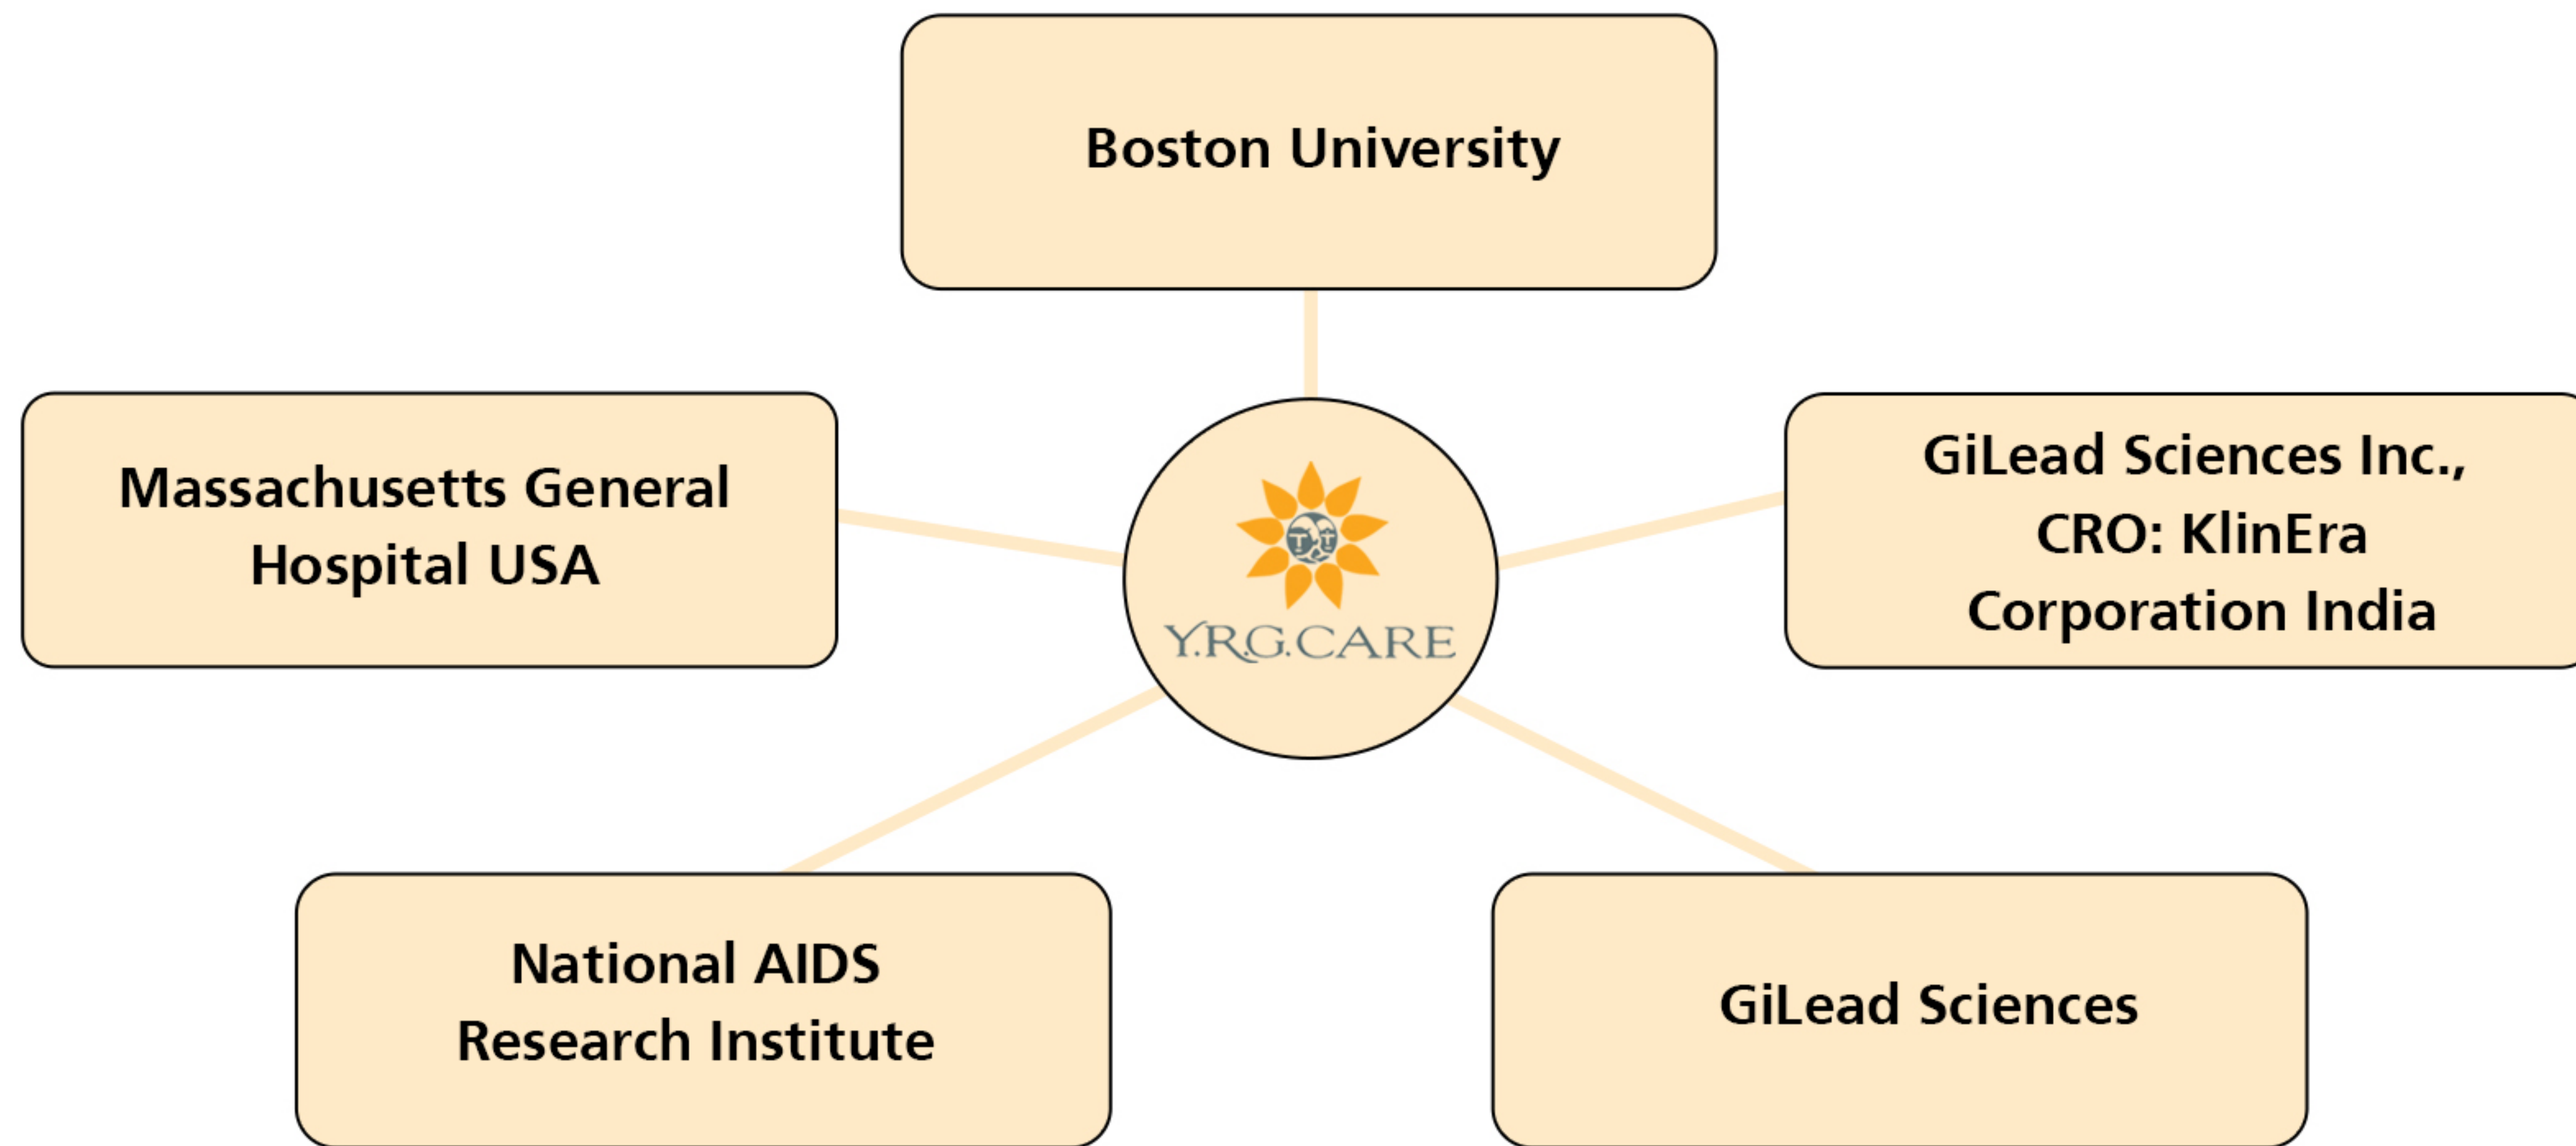 Boston University
Massachusetts General
Hospital USA
GiLead Sciences Inc.,
CRO: KlinEra
Corporation India
Y.R.G.CARE
National AIDS
Research Institute
GiLead Sciences